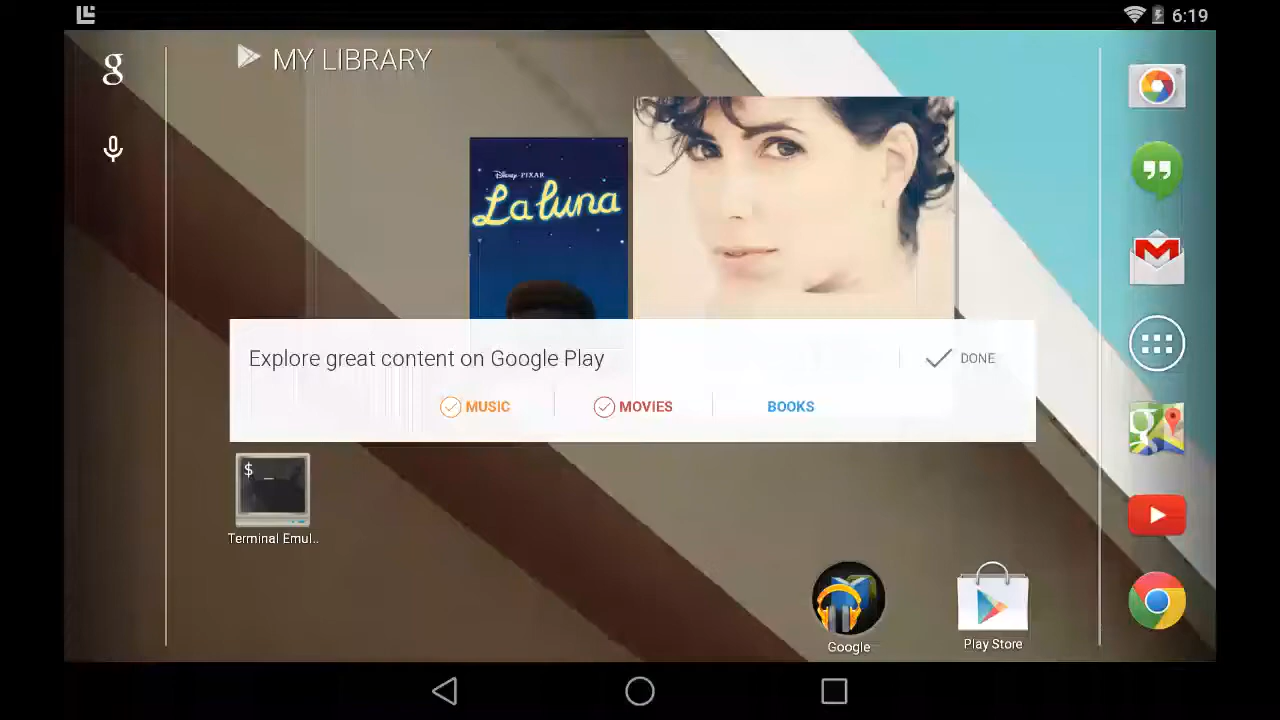 6:19
g
MY LIBRARY
Disney · PIXAR
La luna
Explore great content on Google Play
DONE
MUSIC
MOVIES
BOOKS
$ _
Terminal Emul..
Google
Play Store